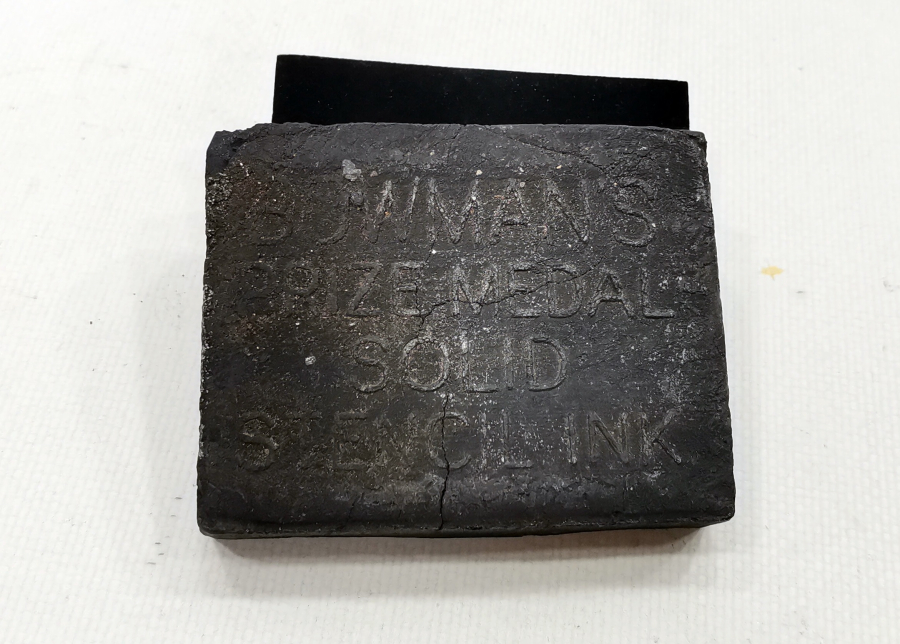 BOWMAN'S
PRIZE MEDAL
SOLID
STENCIL INK